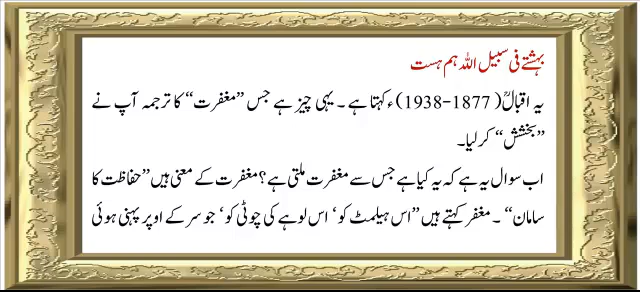 بہشتے فی سبیل اللہ ہم ہست
یہ اقبالؒ( 1877-1938)ء کہتا ہے ۔ یہی چیز ہے جس ”مغفرت“ کا ترجمہ آپ نے
”بخشش“ کرلیا۔
اب سوال یہ ہے کہ یہ کیا ہے جس سے مغفرت ملتی ہے؟ مغفرت کے معنی ہیں ”حفاظت کا
سامان“ ۔ مغفر کہتے ہیں ”اس ہیلمٹ کو‘ اس لوہے کی چوٹی کو‘ جو سر کے اوپر پہنی ہوئی